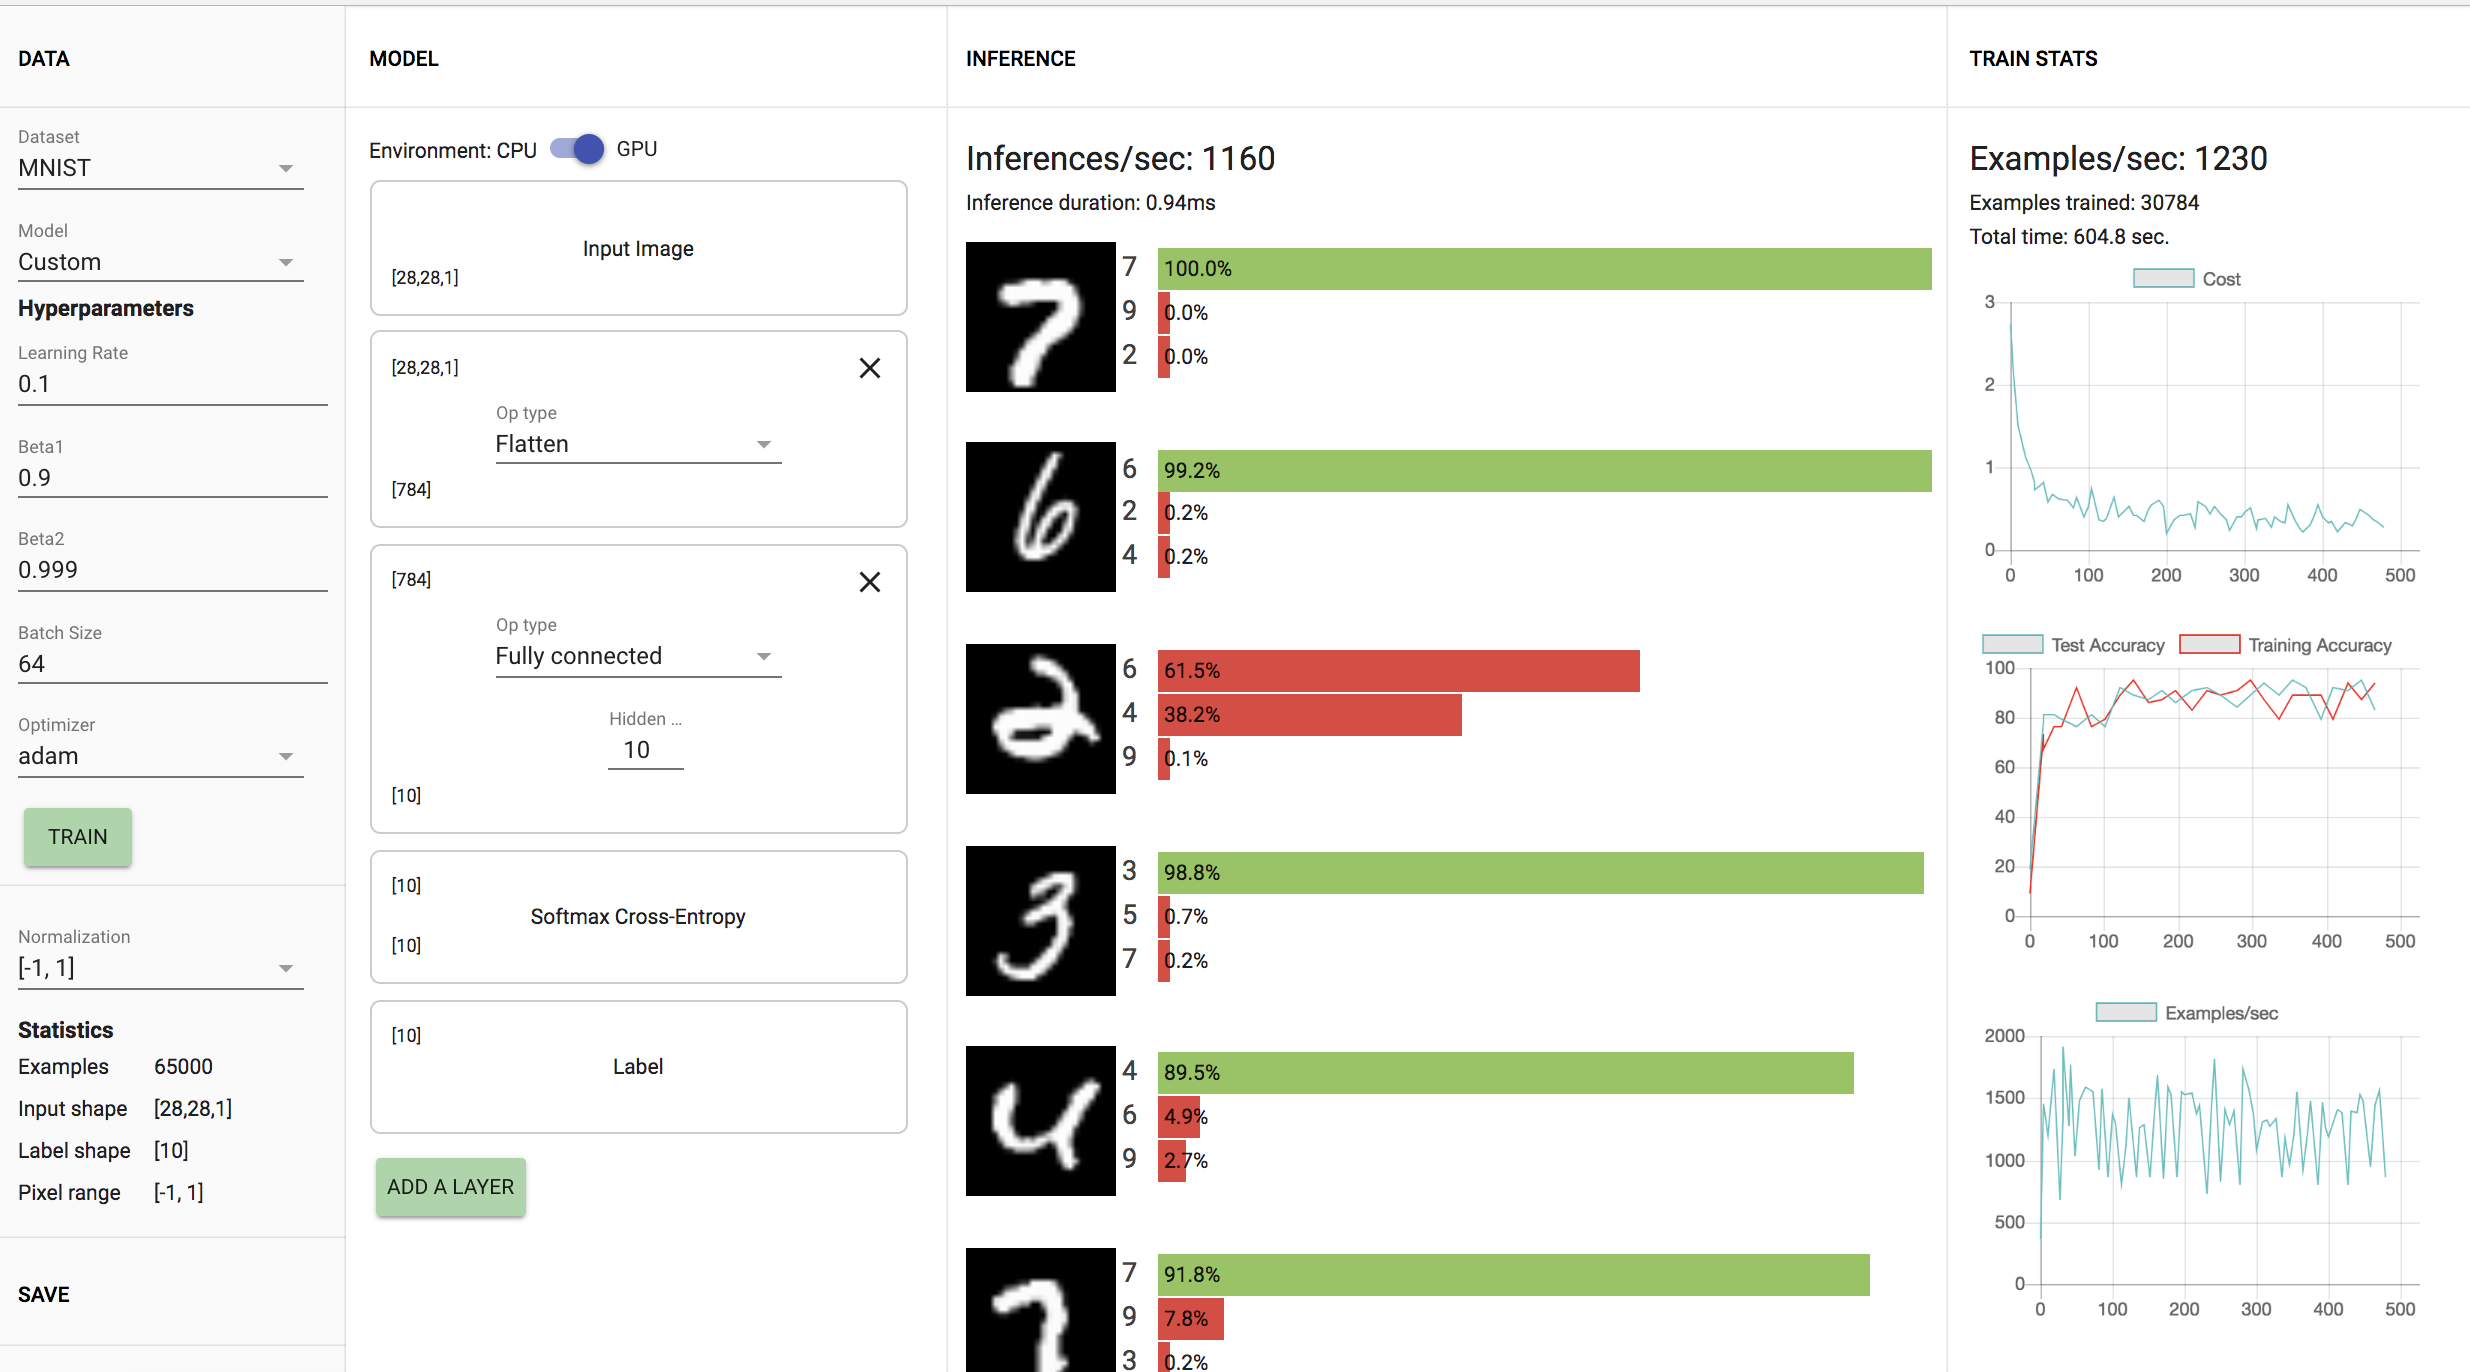 DATA
Dataset
MNIST
Model
Custom
Hyperparameters
Learning Rate
0.1
Beta1
0.9
Beta2
0.999
Batch Size
64
Optimizer
adam
TRAIN
Normalization
[-1, 1]
Statistics
Examples 65000
Input shape [28,28,1]
Label shape [10]
Pixel range [-1, 1]
SAVE
MODEL
Environment: CPU GPU
Input Image
[28,28,1]
[28,28,1]
Op type
Flatten
[784]
[784]
Op type
Fully connected
Hidden ...
10
[10]
[10]
Softmax Cross-Entropy
[10]
[10]
Label
ADD A LAYER
INFERENCE
Inferences/sec: 1160
Inference duration: 0.94ms
7
7 100.0%
9 0.0%
2 0.0%
6
6 99.2%
2 0.2%
4 0.2%
2
6 61.5%
4 38.2%
9 0.1%
3
3 98.8%
5 0.7%
7 0.2%
4
4 89.5%
6 4.9%
9 2.7%
7
7 91.8%
9 7.8%
3 0.2%
TRAIN STATS
Examples/sec: 1230
Examples trained: 30784
Total time: 604.8 sec.
Cost
3
2
1
0
0 100 200 300 400 500
Test Accuracy Training Accuracy
100
80
60
40
20
0
0 100 200 300 400 500
Examples/sec
2000
1500
1000
500
0
0 100 200 300 400 500